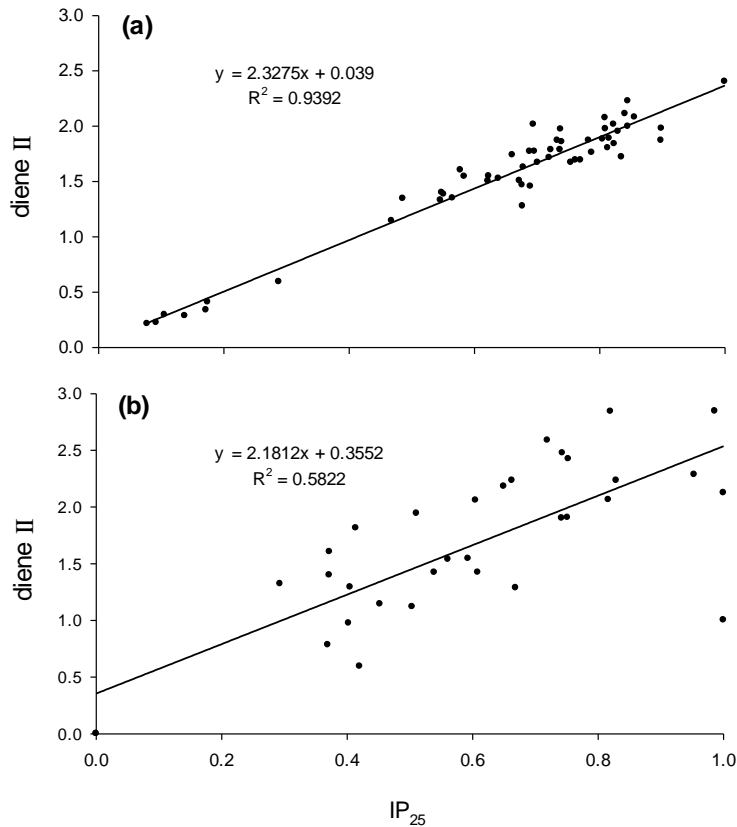 (a)
y = 2.3275x + 0.039
R² = 0.9392
diene II
3.0
2.5
2.0
1.5
1.0
0.5
0.0
(b)
y = 2.1812x + 0.3552
R² = 0.5822
diene II
3.0
2.5
2.0
1.5
1.0
0.5
0.0
0.0 0.2 0.4 0.6 0.8 1.0
IP₂₅